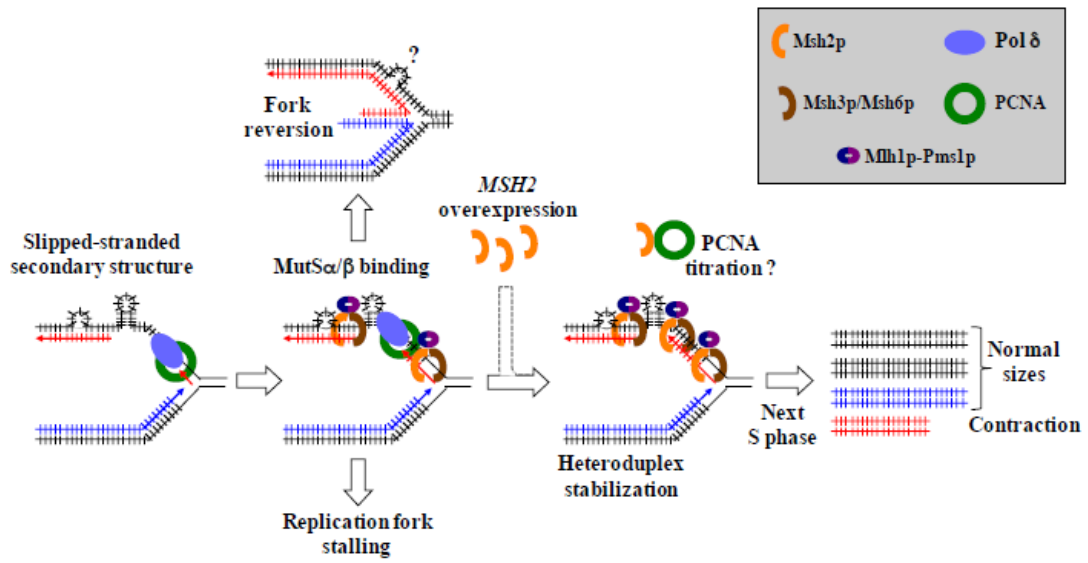 ?
Fork
reversion
Msh2p
Pol δ
Msh3p/Msh6p
PCNA
Mlh1p-Pms1p
MSH2
overexpression
Slipped-stranded
secondary structure
MutSα/β binding
PCNA
titration ?
Normal
sizes
Next
S phase
Contraction
Heteroduplex
stabilization
Replication fork
stalling